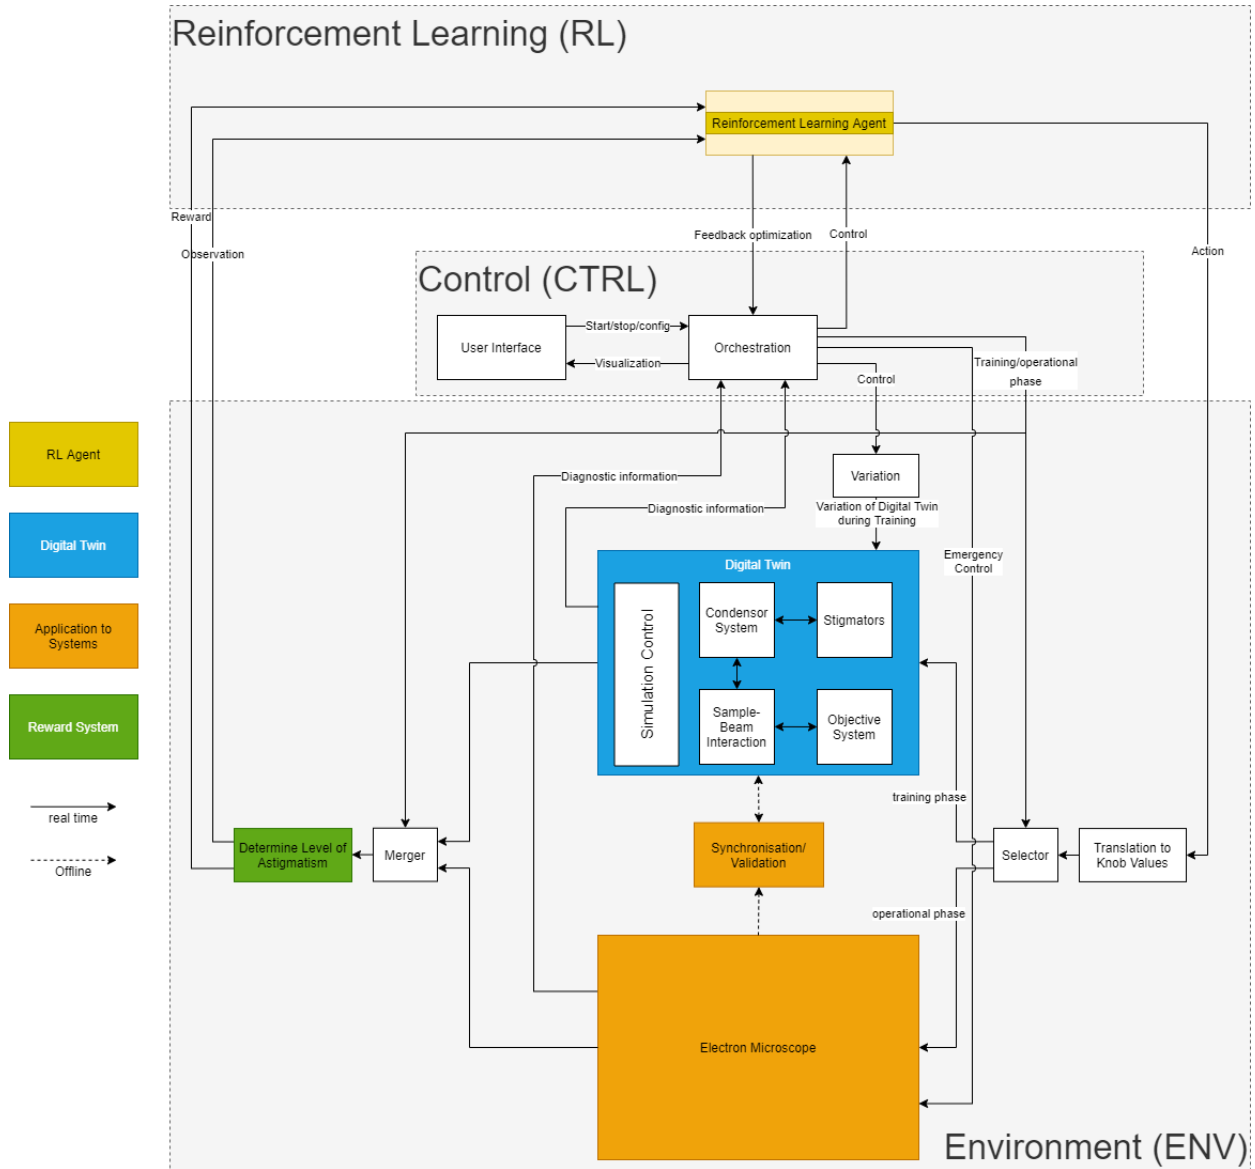 Reinforcement Learning (RL)
Reinforcement Learning Agent
Reward
Observation
Feedback optimization
Control
Action
Control (CTRL)
User Interface
Start/stop/config
Visualization
Orchestration
Training/operational
phase
Control
RL Agent
Diagnostic information
Variation
Diagnostic information
Variation of Digital Twin
during Training
Digital Twin
Emergency
Control
Digital Twin
Simulation Control
Condensor
System
Stigmators
Application to
Systems
Sample-
Beam
Interaction
Objective
System
Reward System
training phase
real time
Determine Level of
Astigmatism
Merger
Synchronisation/
Validation
Selector
Translation to
Knob Values
Offline
operational phase
Electron Microscope
Environment (ENV)